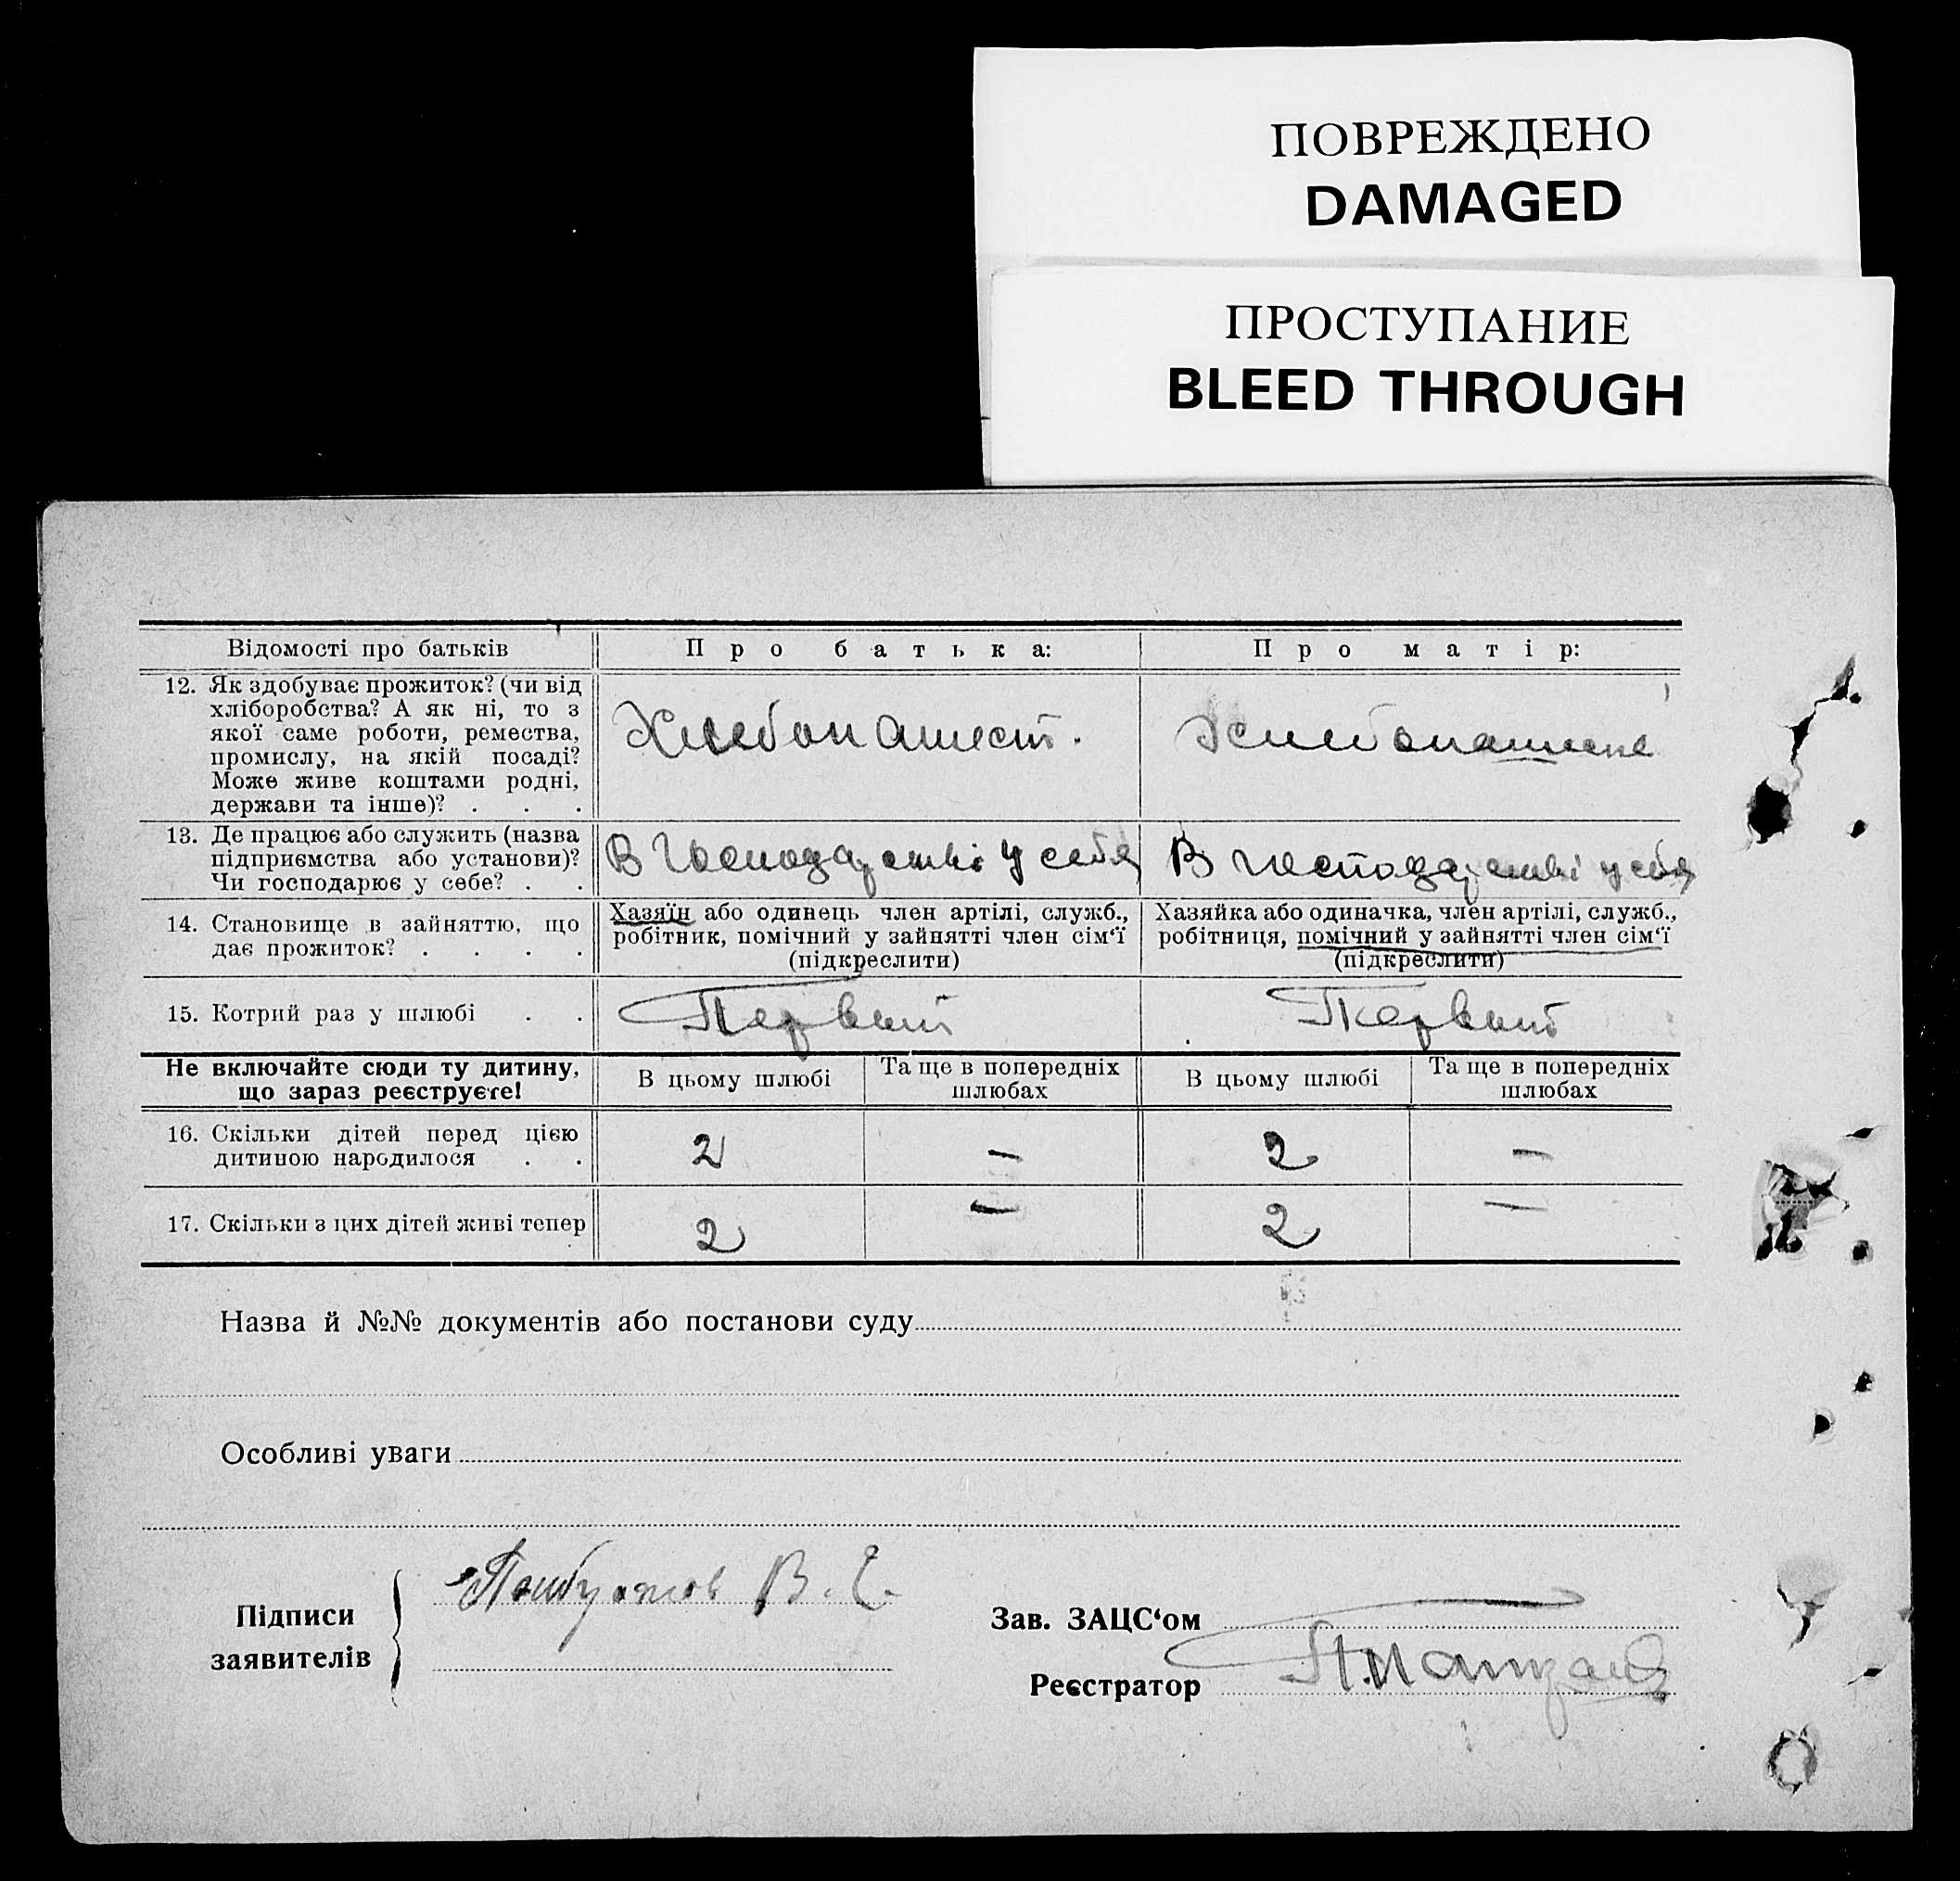 ПОВРЕЖДЕНО
DAMAGED
ПРОСТУПАНИЕ
BLEED THROUGH
Відомості про батьків
Про батька:
Про матір:
12. Як здобуває прожиток? (чи від
хліборобства? А як ні, то з
якої саме роботи, ремества,
промислу, на якій посаді?
Може живе коштами родні,
держави та інше)? . . .
13. Де працює або служить (назва
підприємства або установи)?
Чи господарює у себе? . .
В господарстві у себя
В господарстві у себя
14. Становище в зайняттю, що
дає прожиток? . . . .
Хазяїн або одинець член артілі, служб.,
робітник, помічний у зайнятті член сім‘ї
(підкреслити)
Хазяйка або одиначка, член артілі, служб.,
робітниця, помічний у зайнятті член сім‘ї
(підкреслити)
15. Котрий раз у шлюбі . .
Первый
Первый
Не включайте сюди ту дитину,
що зараз реєструєте!
В цьому шлюбі
Та ще в попередніх
шлюбах
В цьому шлюбі
Та ще в попередніх
шлюбах
16. Скільки дітей перед цією
дитиною народилося . .
2
—
2
—
17. Скільки з цих дітей живі тепер
2
—
2
—
Назва й №№ документів або постанови суду
Особливі уваги
Підписи
заявителів
В.
Зав. ЗАЦС‘ом
Реєстратор